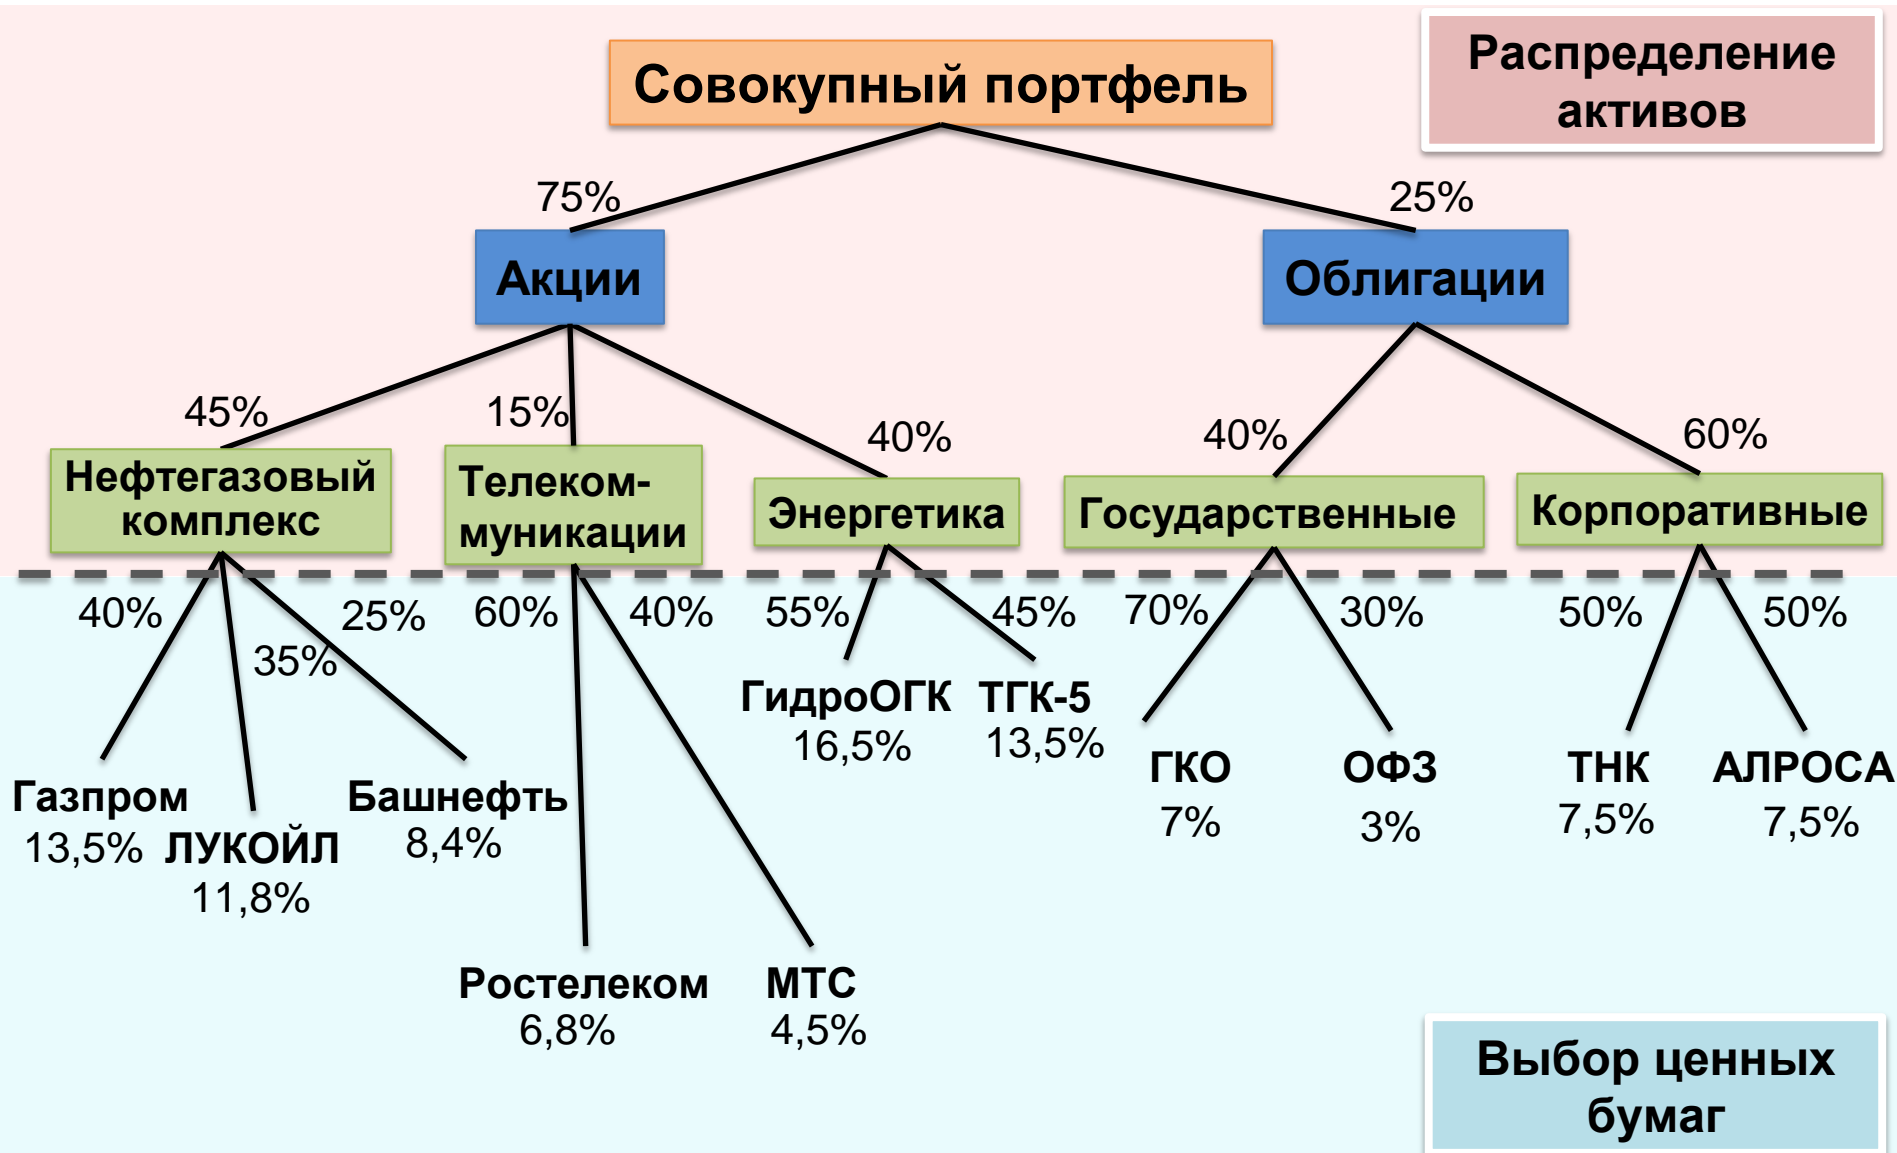 Распределение
активов
Совокупный портфель
75%
25%
Акции
Облигации
45%
15%
40%
40%
60%
Нефтегазовый
комплекс
Телеком-
муникации
Энергетика
Государственные
Корпоративные
40%
35%
25%
60%
40%
55%
45%
70%
30%
50%
50%
Газпром
13,5%
ЛУКОЙЛ
11,8%
Башнефть
8,4%
Ростелеком
6,8%
МТС
4,5%
ГидроОГК
16,5%
ТГК-5
13,5%
ГКО
7%
ОФЗ
3%
ТНК
7,5%
АЛРОСА
7,5%
Выбор ценных
бумаг